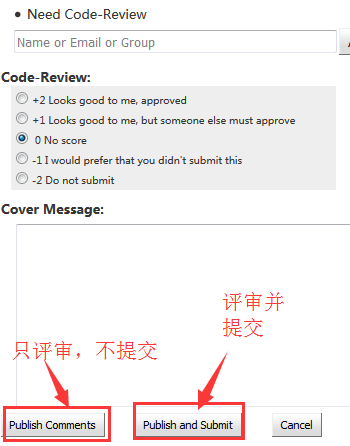 Need Code-Review
Name or Email or Group
Code-Review:
+2 Looks good to me, approved
+1 Looks good to me, but someone else must approve
0 No score
-1 I would prefer that you didn't submit this
-2 Do not submit
Cover Message:
评审并
提交
只评审，不提交
Publish Comments
Publish and Submit
Cancel